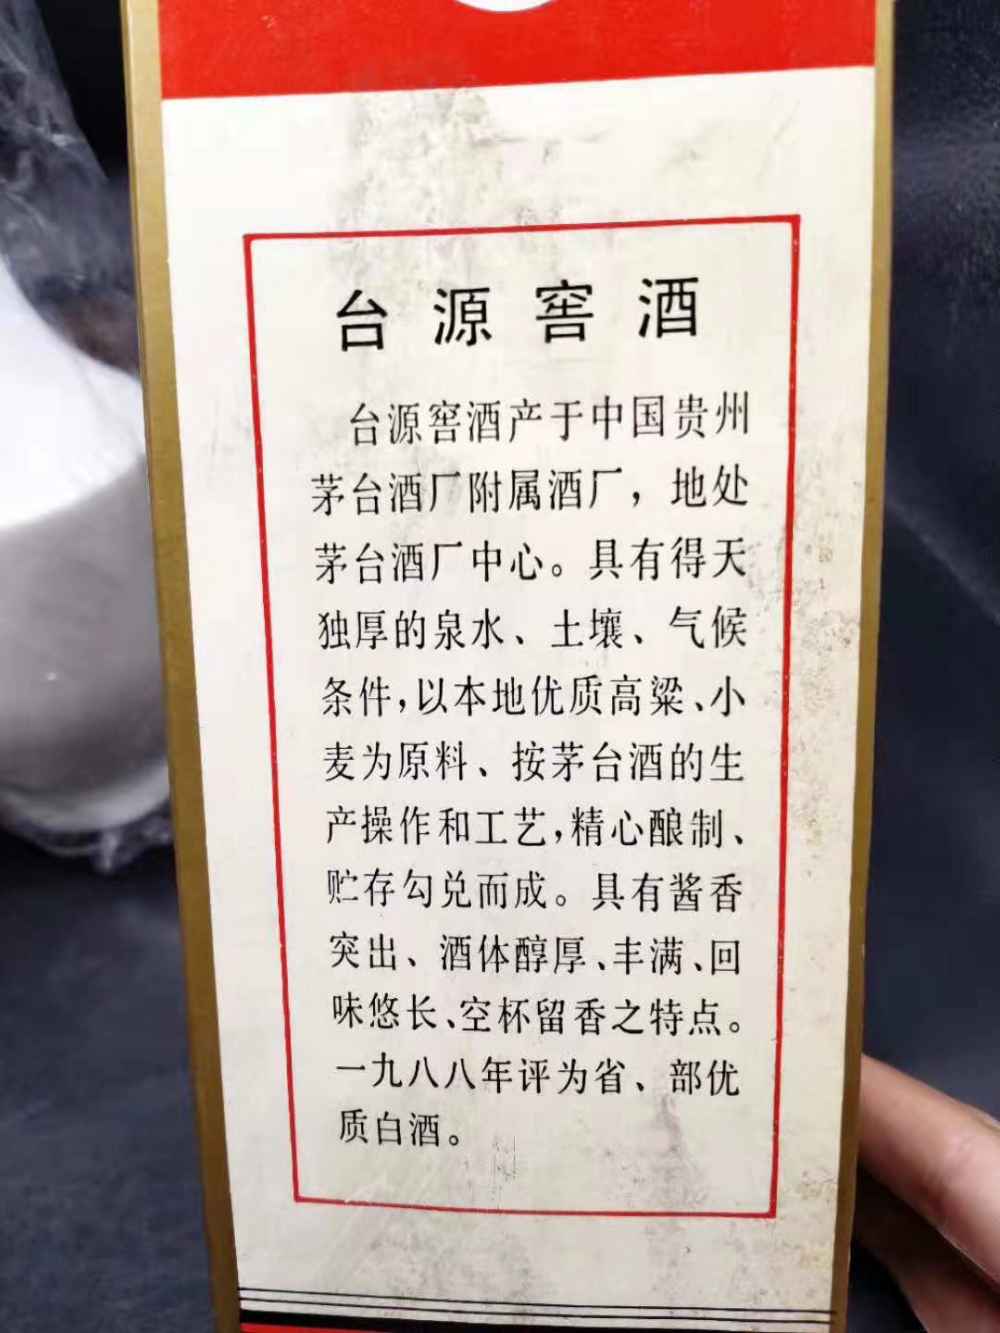 台源窖酒
台源窖酒产于中国贵州
茅台酒厂附属酒厂，地处
茅台酒厂中心。具有得天
独厚的泉水、土壤、气候
条件，以本地优质高粱、小
麦为原料、按茅台酒的生
产操作和工艺，精心酿制、
贮存勾兑而成。具有酱香
突出、酒体醇厚、丰满、回
味悠长、空杯留香之特点。
一九八八年评为省、部优
质白酒。